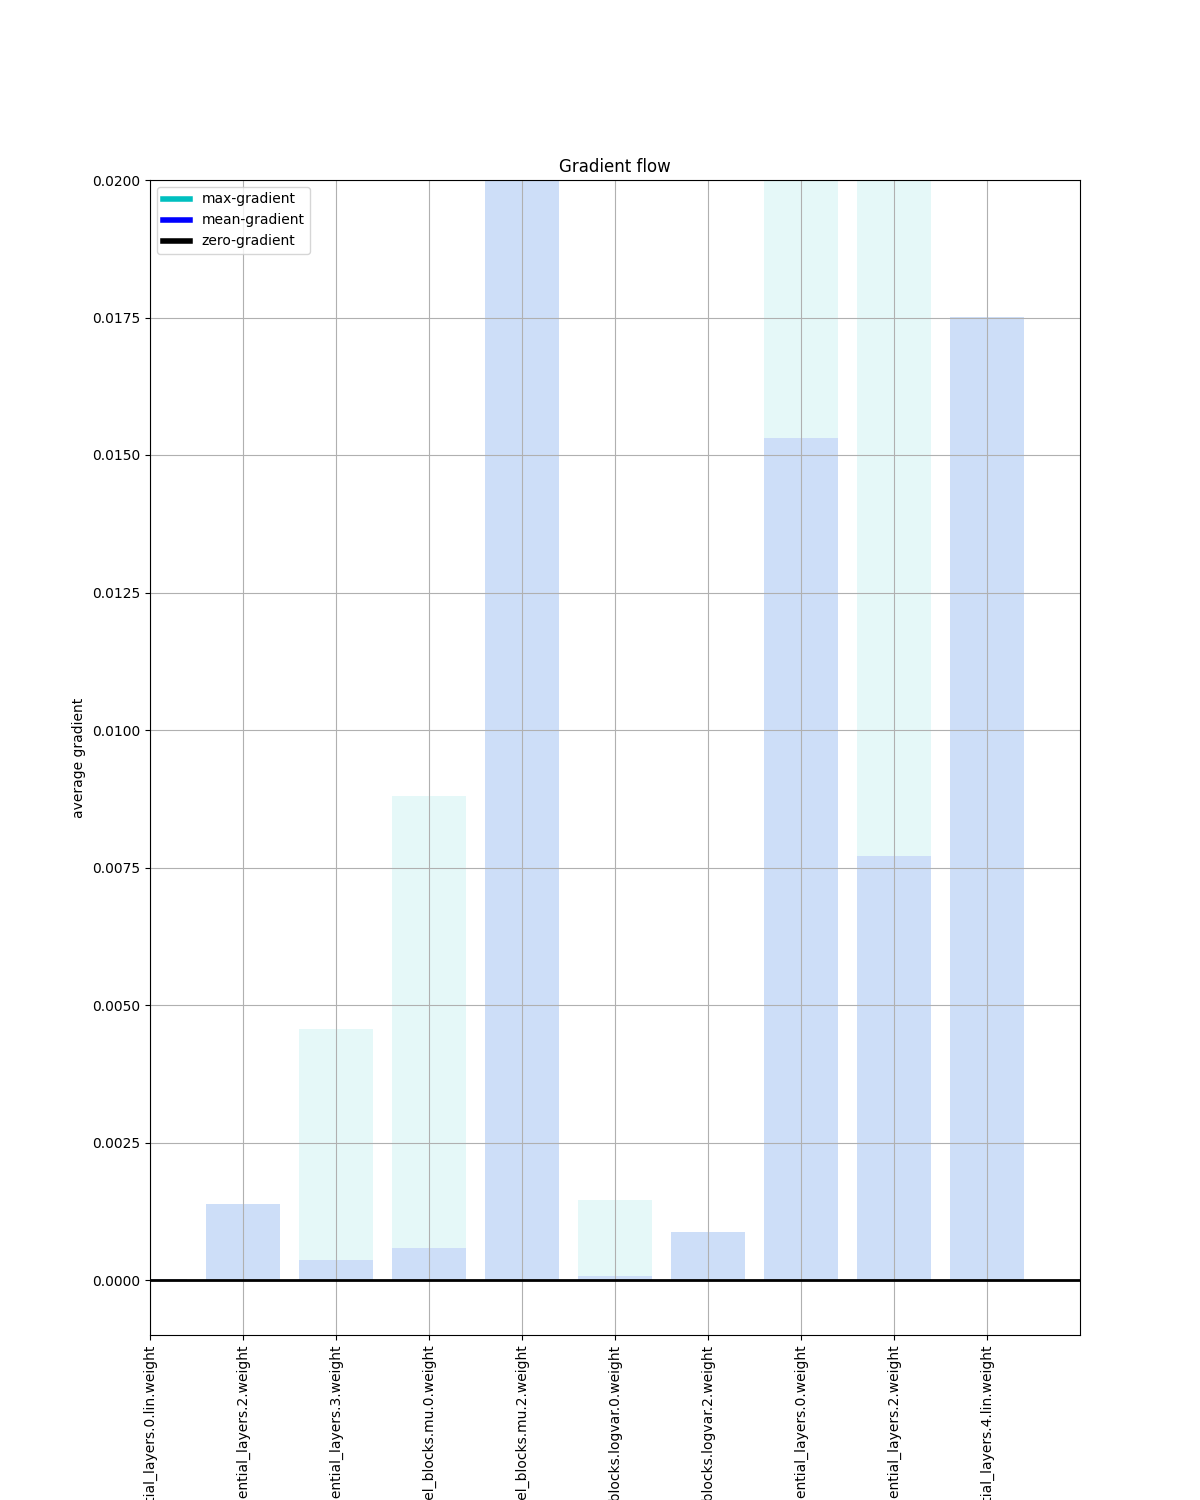 Gradient flow
max-gradient
mean-gradient
zero-gradient
0.0200
0.0175
0.0150
0.0125
0.0100
0.0075
0.0050
0.0025
0.0000
average gradient
tial_layers.0.lin.weight
ential_layers.2.weight
ential_layers.3.weight
el_blocks.mu.0.weight
el_blocks.mu.2.weight
blocks.logvar.0.weight
blocks.logvar.2.weight
ential_layers.0.weight
ential_layers.2.weight
tial_layers.4.lin.weight